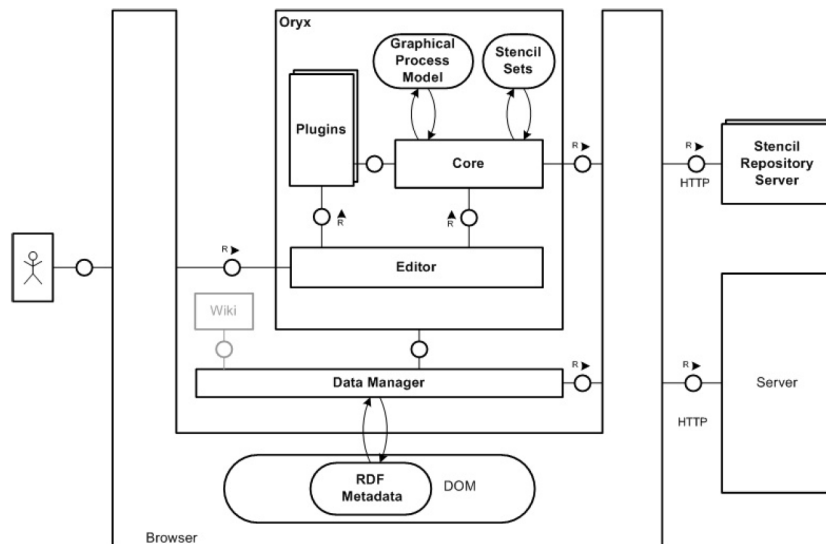 Oryx
Graphical
Process
Model
Stencil
Sets
Plugins
Core
R
R
HTTP
Stencil
Repository
Server
R
R
R
Editor
Wiki
Data Manager
R
R
HTTP
Server
RDF
Metadata
DOM
Browser